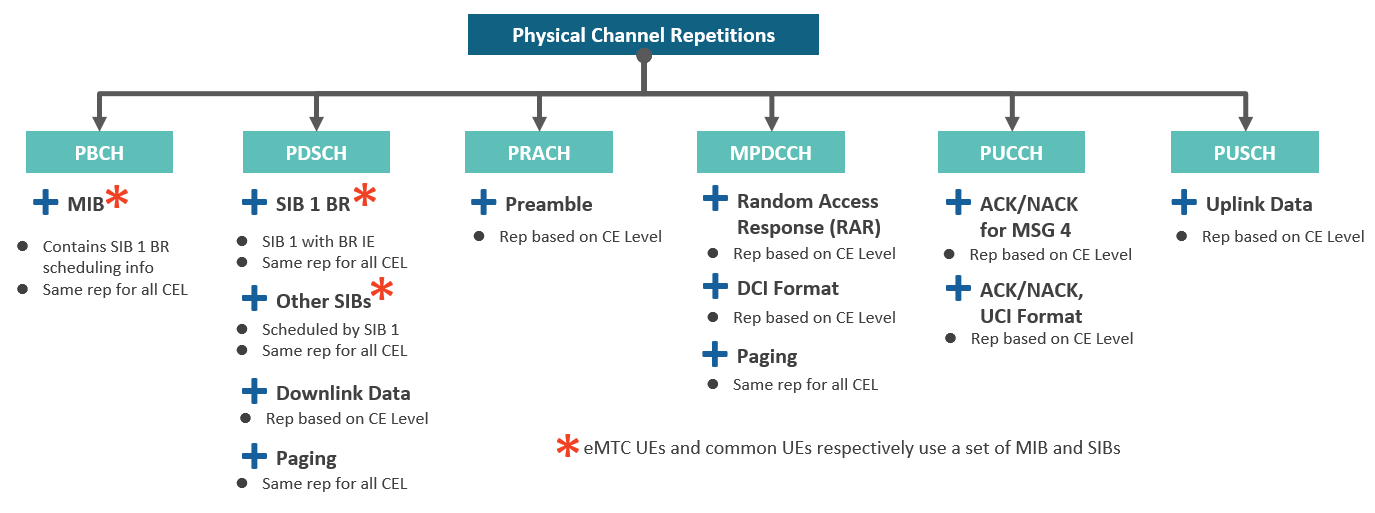 Physical Channel Repetitions
PBCH
MIB*
Contains SIB 1 BR
scheduling info
Same rep for all CEL
PDSCH
SIB 1 BR*
SIB 1 with BR IE
Same rep for all CEL
Other SIBs*
Scheduled by SIB 1
Same rep for all CEL
Downlink Data
Rep based on CE Level
Paging
Same rep for all CEL
PRACH
Preamble
Rep based on CE Level
MPDCCH
Random Access
Response (RAR)
Rep based on CE Level
DCI Format
Rep based on CE Level
Paging
Same rep for all CEL
PUCCH
ACK/NACK
for MSG 4
Rep based on CE Level
ACK/NACK,
UCI Format
Rep based on CE Level
PUSCH
Uplink Data
Rep based on CE Level
* eMTC UEs and common UEs respectively use a set of MIB and SIBs